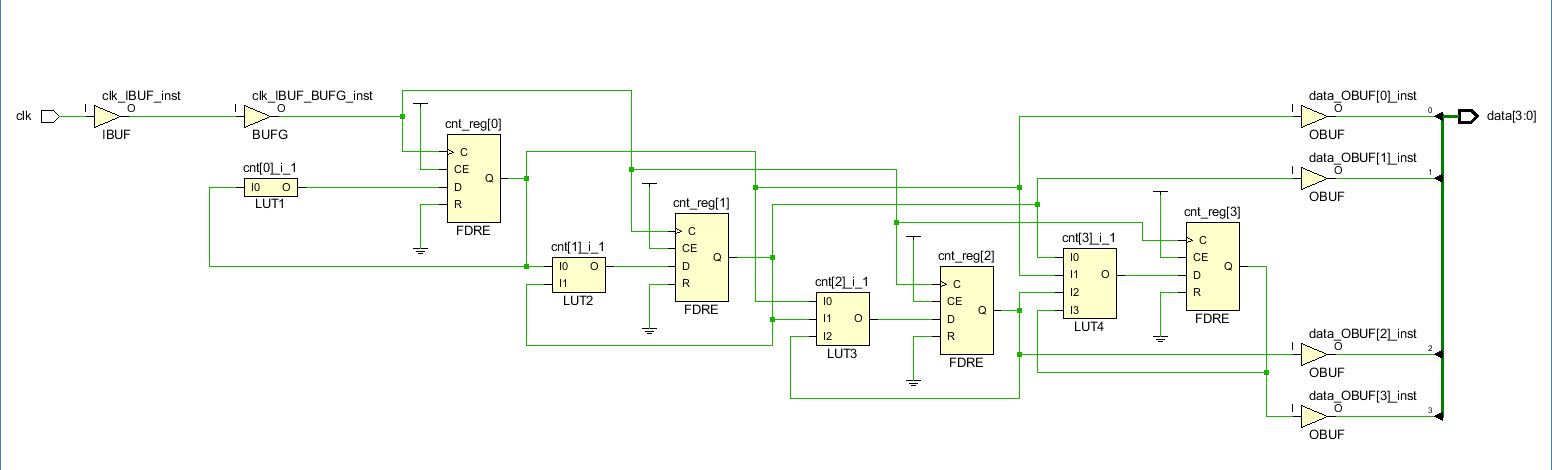 clk
clk_IBUF_inst
I
O
IBUF
clk_IBUF_BUFG_inst
I
O
BUFG
cnt[0]_i_1
I0 O
LUT1
cnt_reg[0]
C
CE
D
R
Q
FDRE
cnt[1]_i_1
I0 O
I1
LUT2
cnt_reg[1]
C
CE
D
R
Q
FDRE
cnt[2]_i_1
I0
I1 O
I2
LUT3
cnt_reg[2]
C
CE
D
R
Q
FDRE
cnt[3]_i_1
I0
I1 O
I2
I3
LUT4
cnt_reg[3]
C
CE
D
R
Q
FDRE
data_OBUF[0]_inst
I
O
OBUF
0
data[3:0]
data_OBUF[1]_inst
I
O
OBUF
1
data_OBUF[2]_inst
I
O
OBUF
2
data_OBUF[3]_inst
I
O
OBUF
3